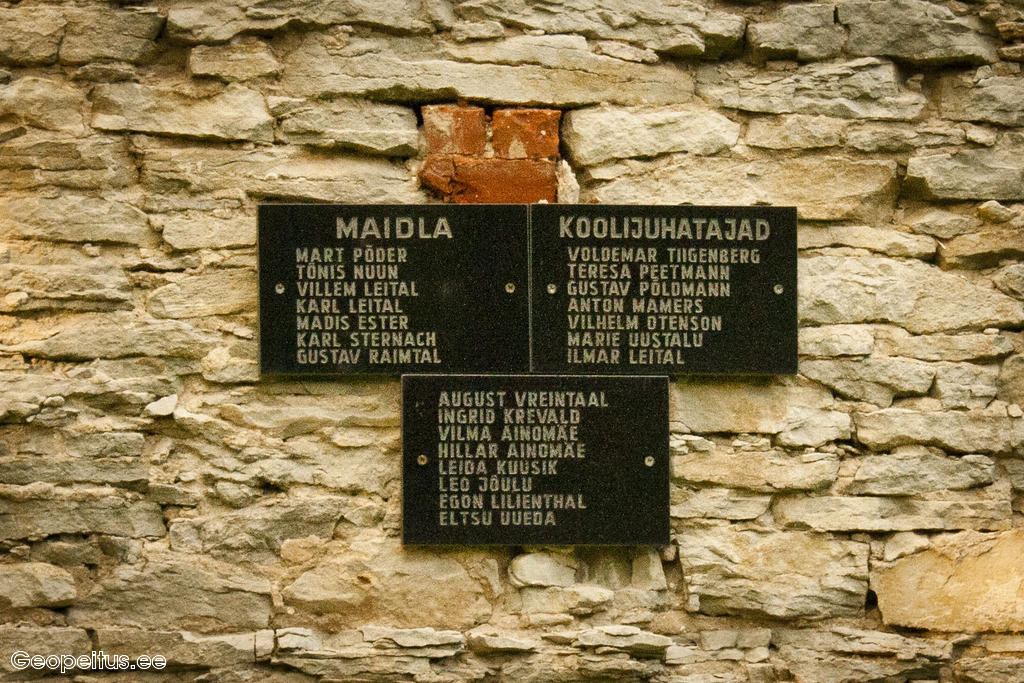 MAIDLA
MART PÕDER
TÕNIS NUUN
VILLEM LEITAL
KARL LEITAL
MADIS ESTER
KARL STERNACH
GUSTAV RAIMTAL
KOOLIJUHATAJAD
VOLDEMAR TIIGENBERG
TERESA PEETMANN
GUSTAV PÕLDMANN
ANTON MAMERS
VILHELM OTENSON
MARIE UUSTALU
ILMAR LEITAL
AUGUST VREINTAAL
INGRID KREVALD
VILMA AINOMÄE
HILLAR AINOMÄE
LEIDA KUUSIK
LEO JÕULU
EGON LILIENTHAL
ELTSU UUEDA
Geopeitus.ee